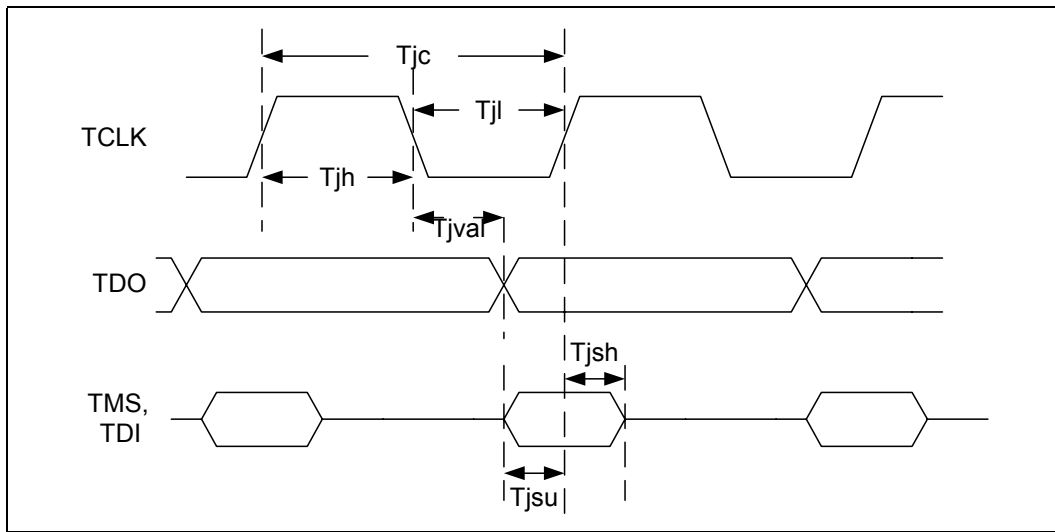 Tjc
Tjl
TCLK
Tjh
Tjval
TDO
Tjsh
TMS,
TDI
Tjsu